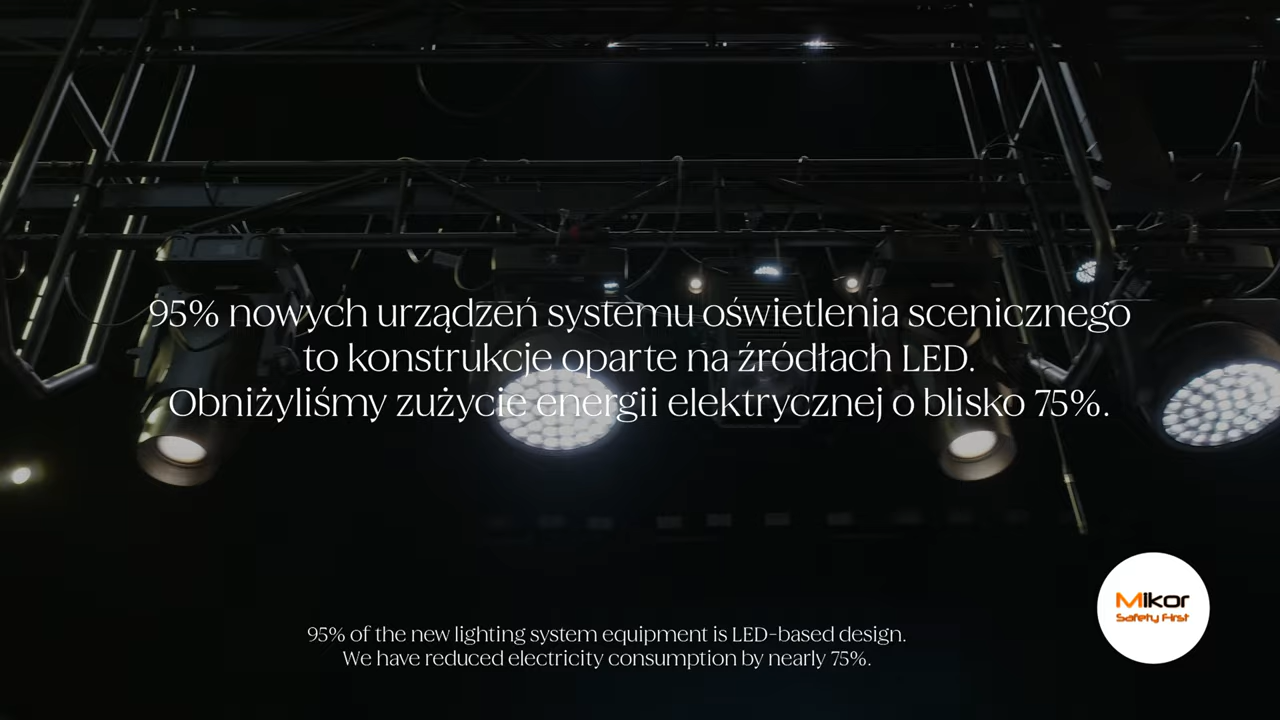 95% nowych urządzeń systemu oświetlenia scenicznego
to konstrukcje oparte na źródłach LED.
Obniżyliśmy zużycie energii elektrycznej o blisko 75%.
Mikor
Safety First
95% of the new lighting system equipment is LED-based design.
We have reduced electricity consumption by nearly 75%.